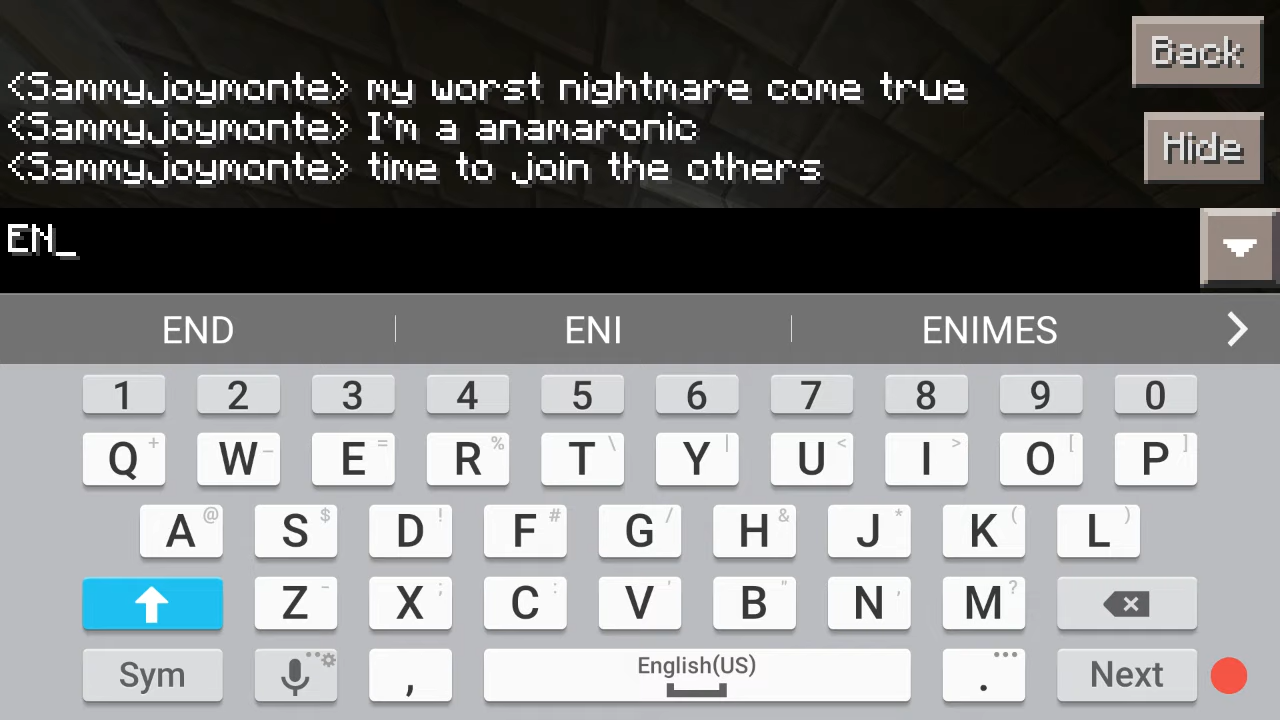 Back
<Sammyjoymonte> my worst nightmare come true
<Sammyjoymonte> I'm a anamaronic
Hide
<Sammyjoymonte> time to join the others
EN_
END ENI ENIMES
1 2 3 4 5 6 7 8 9 0
Q + W _ E = R % T \ Y | U < I > O [ P ]
A @ S $ D ! F # G / H & J * K ( L )
Z - X ; C : V ' B " N , M ?
Sym , English(US) . Next